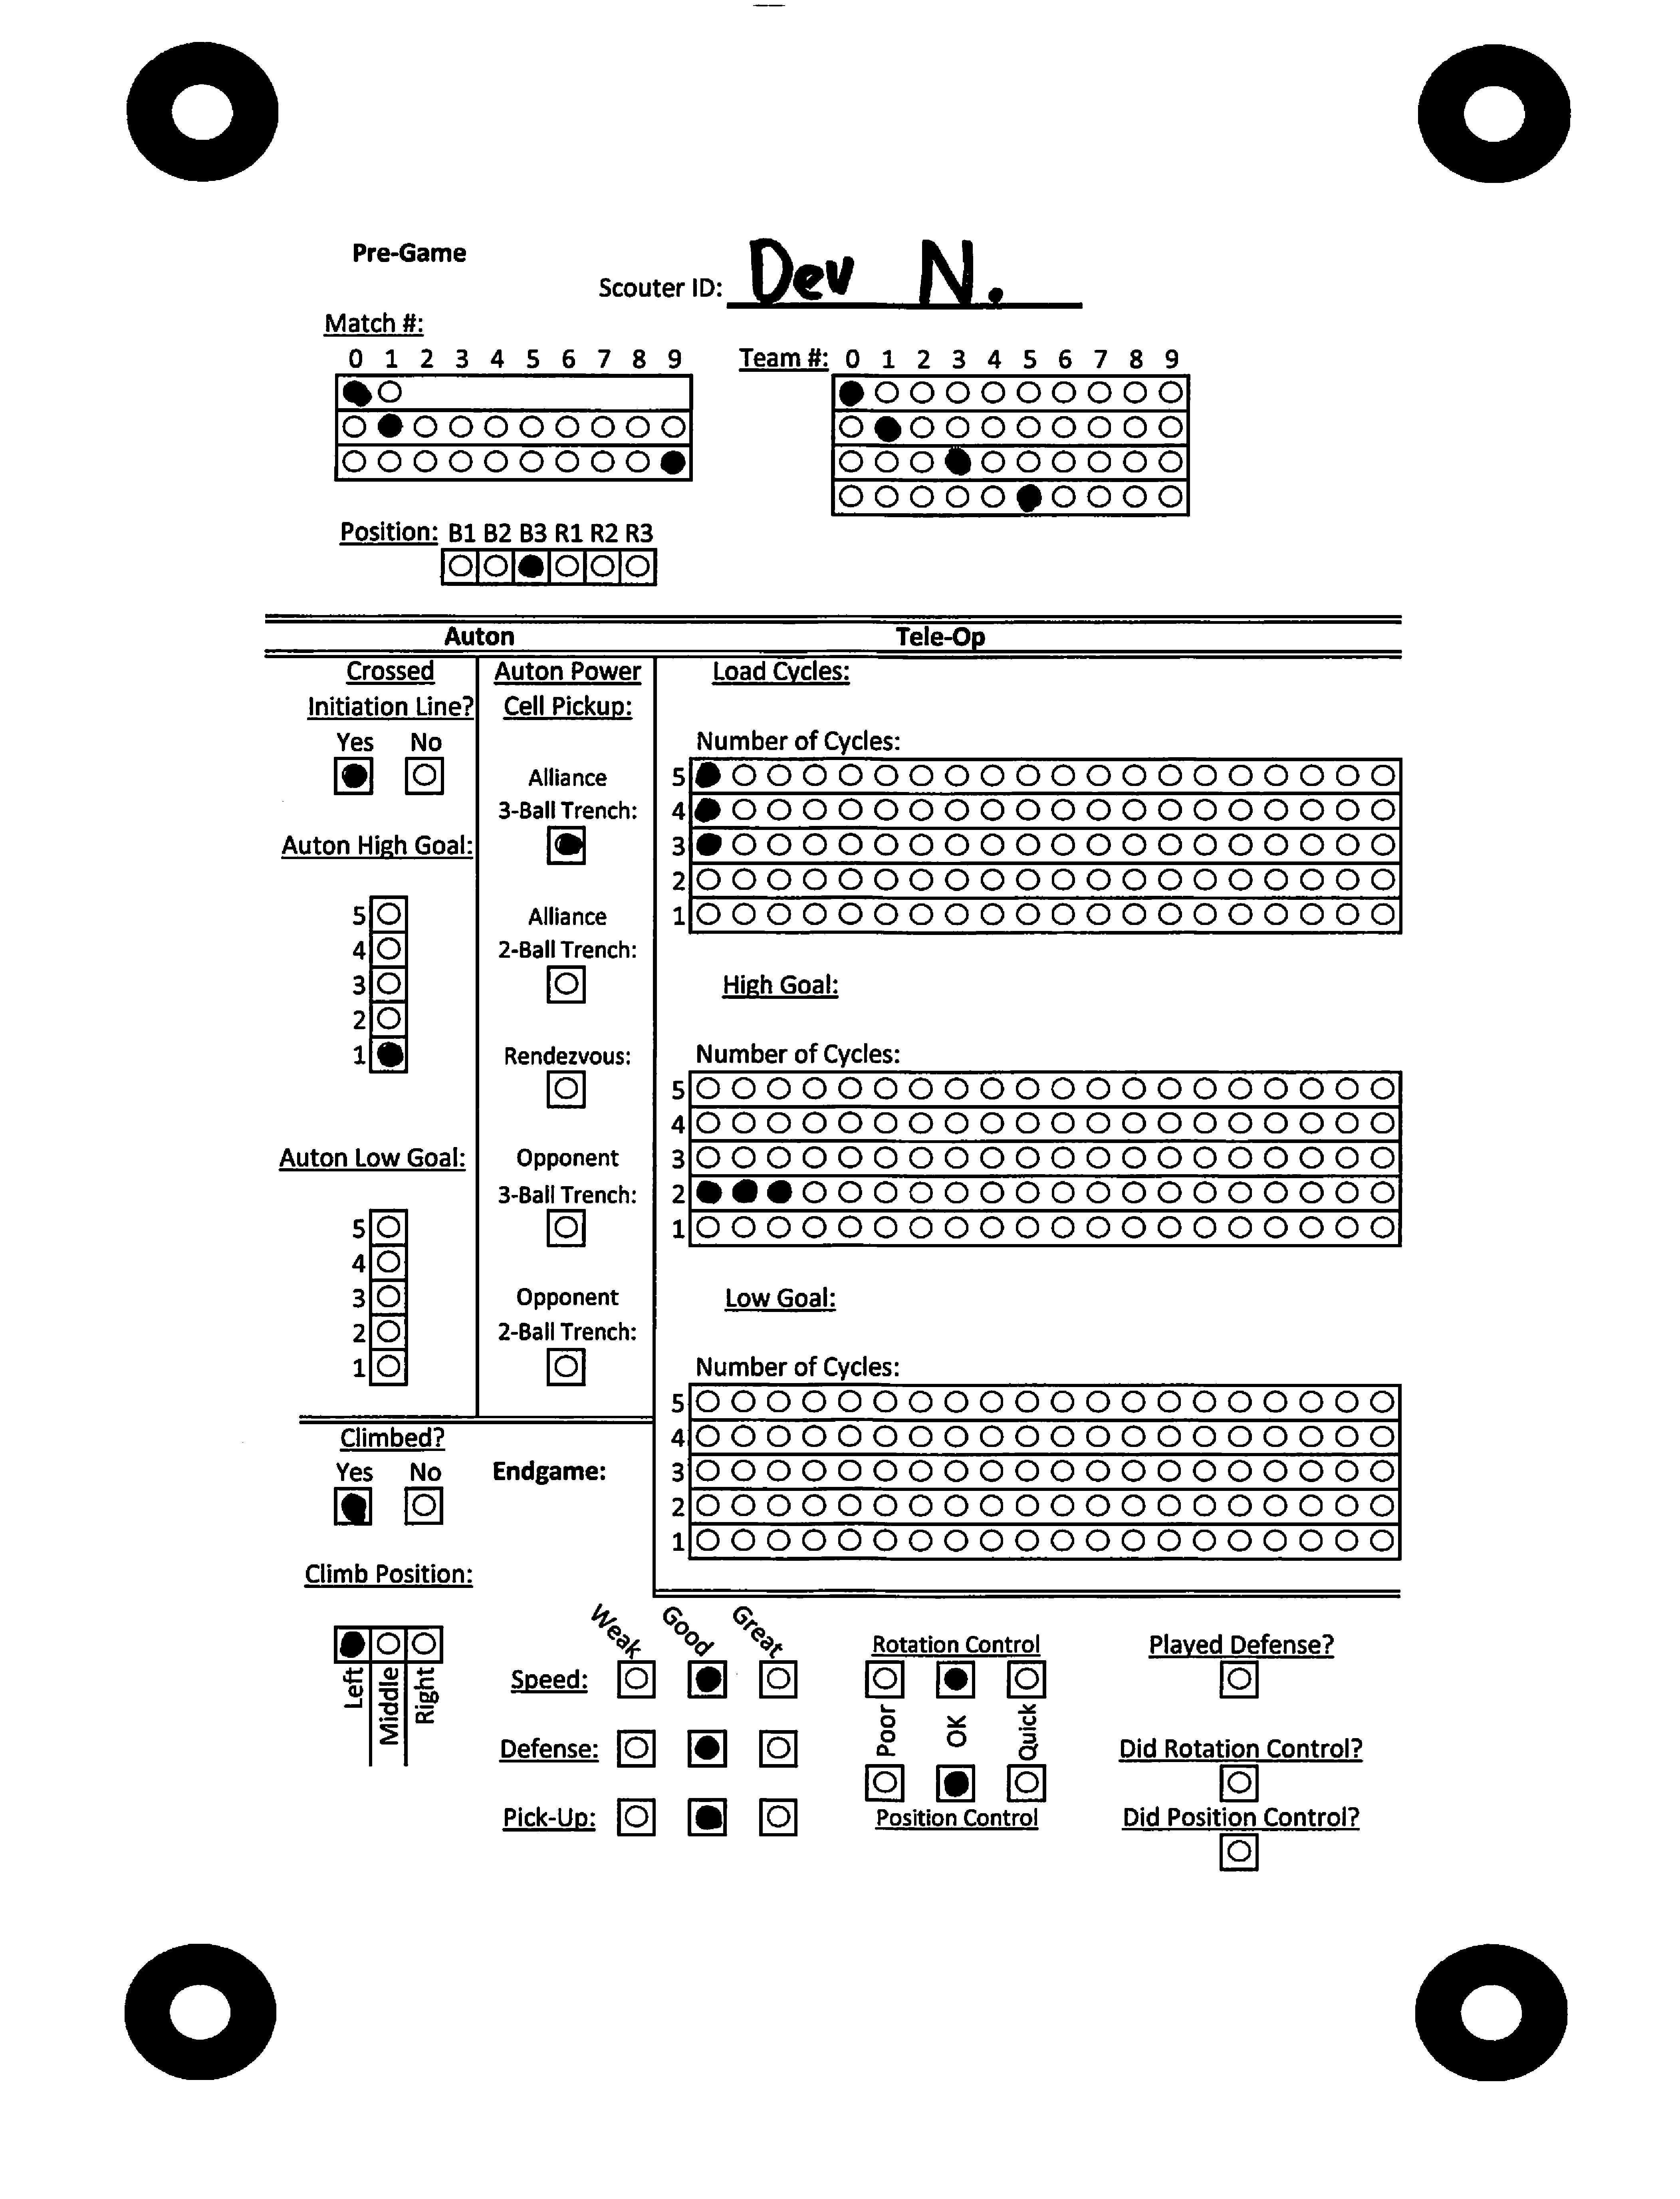 Pre-Game
Scouter ID: Dev N.
Match #:
0 1 2 3 4 5 6 7 8 9
Team #: 0 1 2 3 4 5 6 7 8 9
Position: B1 B2 B3 R1 R2 R3
Auton
Tele-Op
Crossed
Initiation Line?
Yes No
Auton High Goal:
5
4
3
2
1
Auton Low Goal:
5
4
3
2
1
Auton Power
Cell Pickup:
Alliance
3-Ball Trench:
Alliance
2-Ball Trench:
Rendezvous:
Opponent
3-Ball Trench:
Opponent
2-Ball Trench:
Load Cycles:
Number of Cycles:
5
4
3
2
1
High Goal:
Number of Cycles:
5
4
3
2
1
Low Goal:
Number of Cycles:
5
4
3
2
1
Climbed?
Yes No
Endgame:
Climb Position:
Left
Middle
Right
Weak
Good
Great
Speed:
Defense:
Pick-Up:
Rotation Control
Poor
OK
Quick
Position Control
Played Defense?
Did Rotation Control?
Did Position Control?